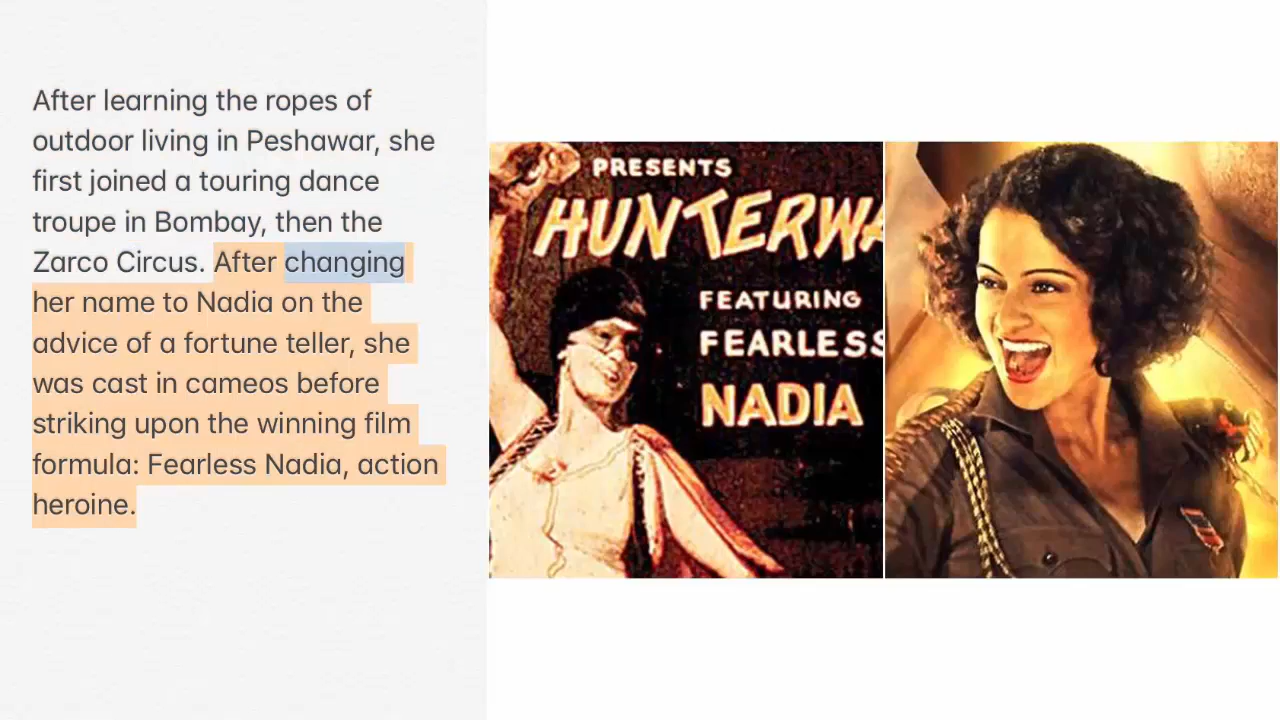 After learning the ropes of
outdoor living in Peshawar, she
first joined a touring dance
troupe in Bombay, then the
Zarco Circus. After changing
her name to Nadia on the
advice of a fortune teller, she
was cast in cameos before
striking upon the winning film
formula: Fearless Nadia, action
heroine.
PRESENTS
HUNTERWA
FEATURING
FEARLESS
NADIA